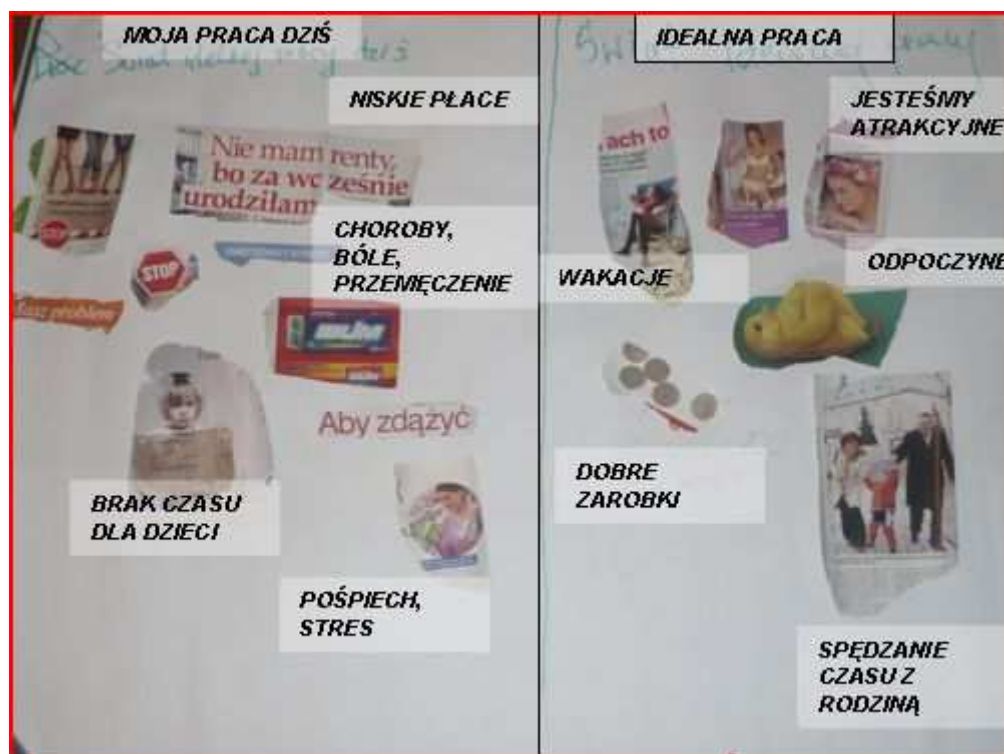 MOJA PRACA DZIŚ
NISKIE PŁACE
Nie mam renty,
bo za wcześnie
urodziłam
CHOROBY,
BÓLE,
PRZEMĘCZENIE
STOP
STOP
problem
Aby zdążyć
BRAK CZASU
DLA DZIECI
POŚPIECH,
STRES
IDEALNA PRACA
JESTEŚMY
ATRAKCYJNE
ach to
WAKACJE
ODPOCZYNE
DOBRE
ZAROBKI
SPĘDZANIE
CZASU Z
RODZINĄ